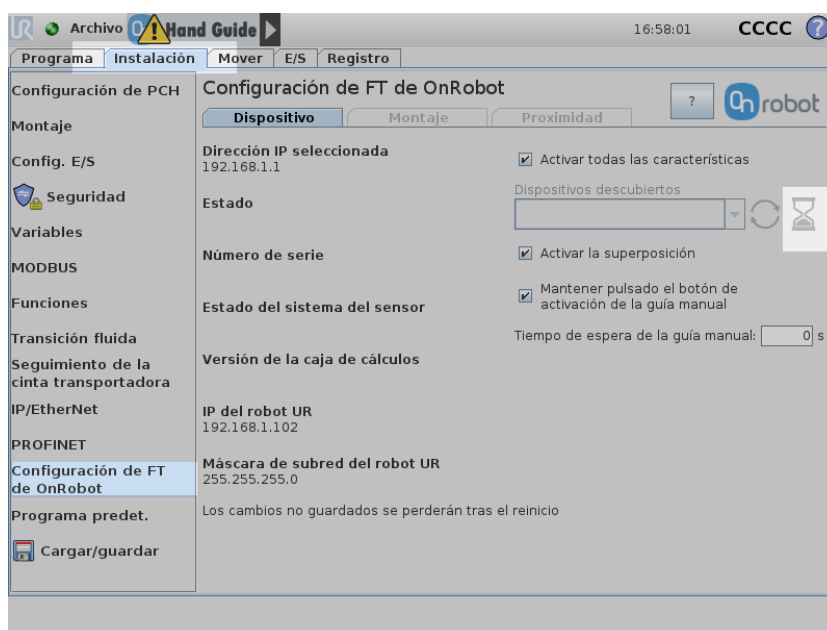 UR Archivo Hand Guide 16:58:01 CCCC ?
Programa Instalación Mover E/S Registro
Configuración de PCH
Montaje
Config. E/S
Seguridad
Variables
MODBUS
Funciones
Transición fluida
Seguimiento de la
cinta transportadora
IP/EtherNet
PROFINET
Configuración de FT
de OnRobot
Programa predet.
Cargar/guardar
Configuración de FT de OnRobot
? On robot
Dispositivo Montaje Proximidad
Dirección IP seleccionada
192.168.1.1
Estado
Número de serie
Estado del sistema del sensor
Versión de la caja de cálculos
IP del robot UR
192.168.1.102
Máscara de subred del robot UR
255.255.255.0
Los cambios no guardados se perderán tras el reinicio
Activar todas las características
Dispositivos descubiertos
Activar la superposición
Mantener pulsado el botón de
activación de la guía manual
Tiempo de espera de la guía manual: 0 s